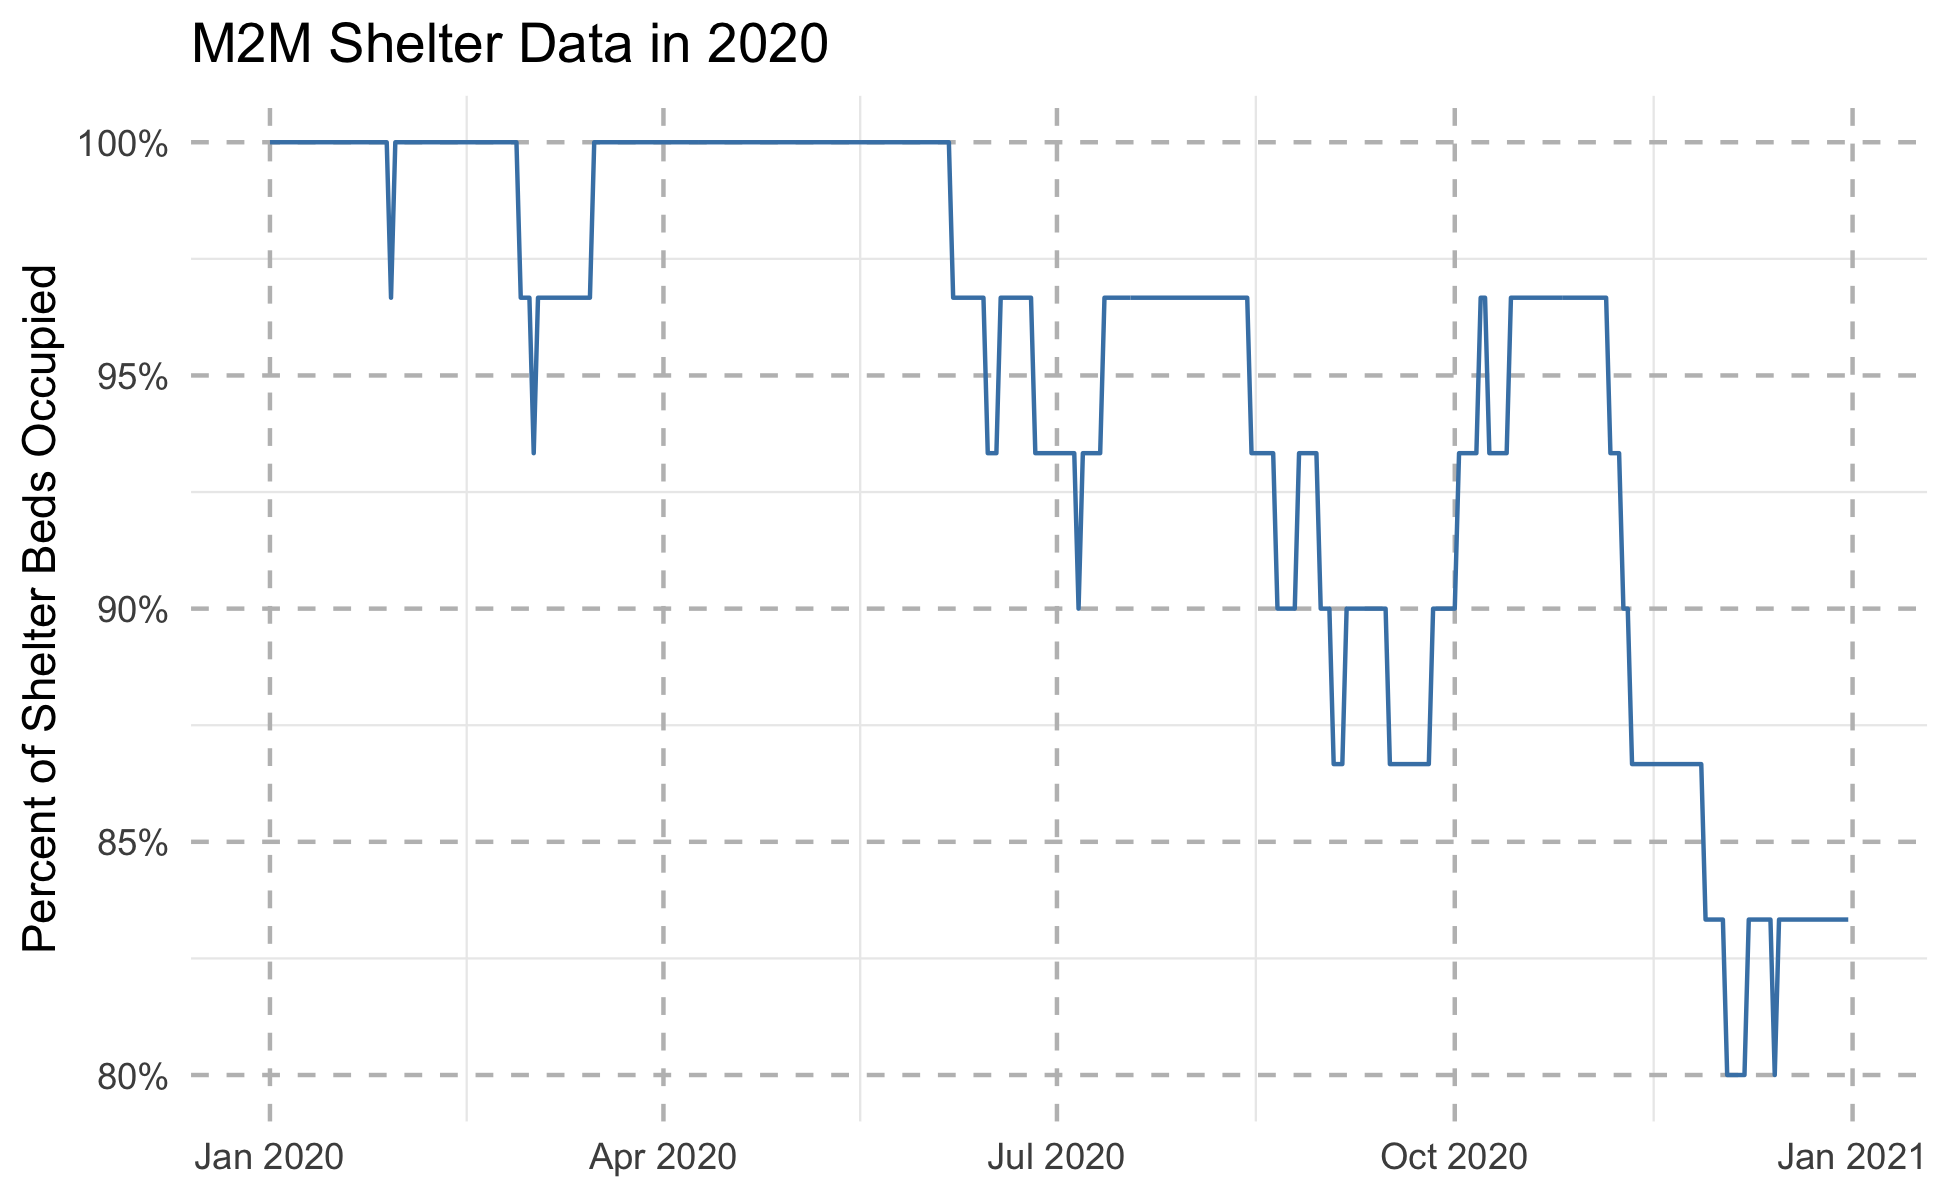 M2M Shelter Data in 2020
Percent of Shelter Beds Occupied
100%
95%
90%
85%
80%
Jan 2020
Apr 2020
Jul 2020
Oct 2020
Jan 2021